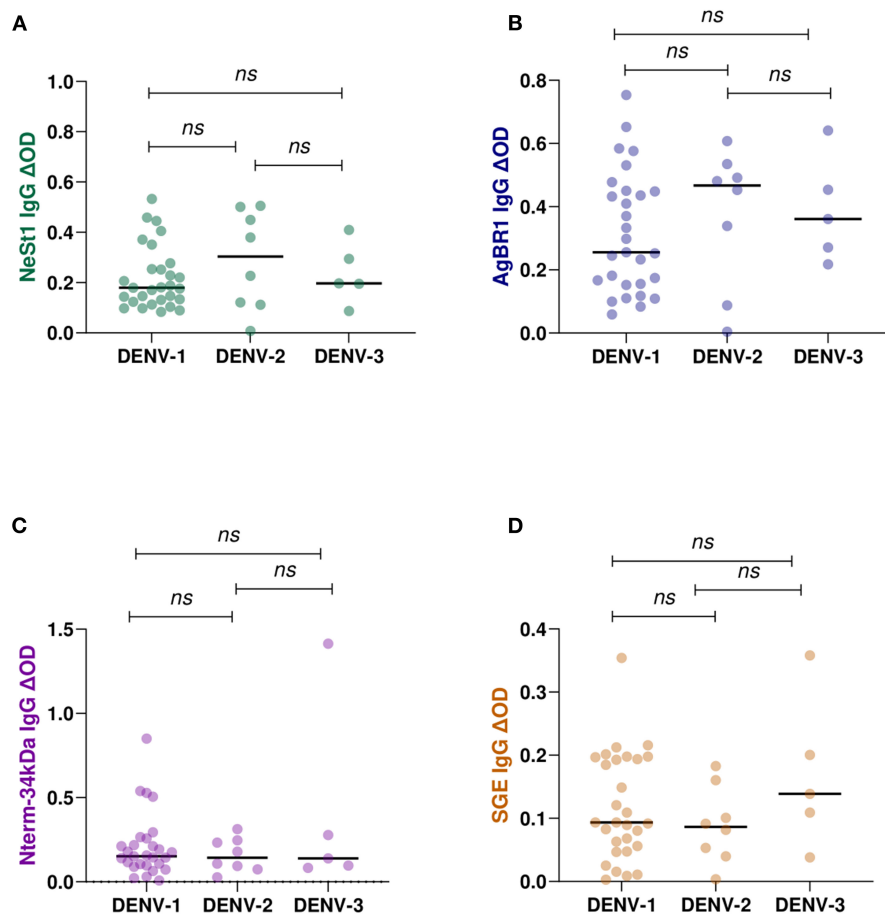 A
ns
ns
ns
1.0
0.8
0.6
0.4
0.2
0.0
NeSt1 IgG ΔOD
DENV-1 DENV-2 DENV-3
B
ns
ns
ns
0.8
0.6
0.4
0.2
0.0
AgBR1 IgG ΔOD
DENV-1 DENV-2 DENV-3
C
ns
ns
ns
1.5
1.0
0.5
0.0
Nterm-34kDa IgG ΔOD
DENV-1 DENV-2 DENV-3
D
ns
ns
ns
0.4
0.3
0.2
0.1
0.0
SGE IgG ΔOD
DENV-1 DENV-2 DENV-3